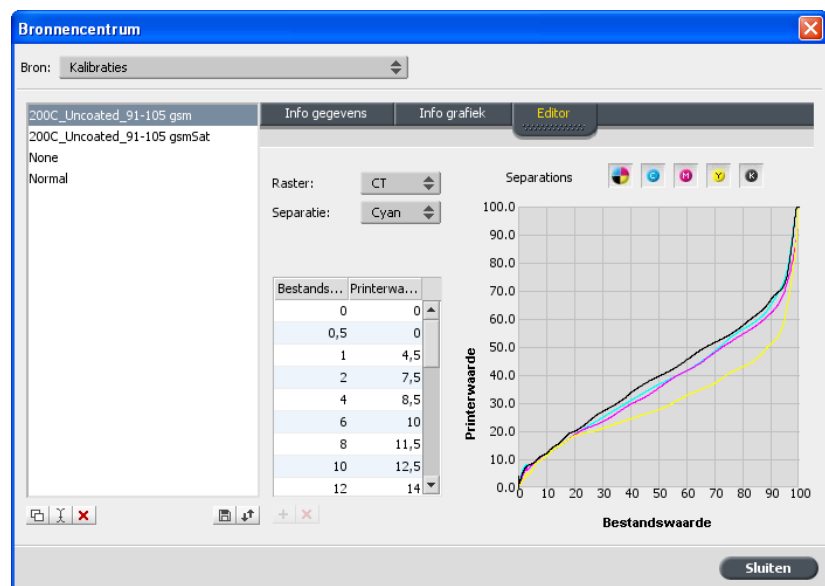 Bronnencentrum
Bron: Kalibraties
200C_Uncoated_91-105 gsm
200C_Uncoated_91-105 gsmSat
None
Normal
Info gegevens Info grafiek Editor
Raster: CT
Separatie: Cyan
Separations C M Y K
Bestands... Printerwa...
0 0
0,5 0
1 4,5
2 7,5
4 8,5
6 10
8 11,5
10 12,5
12 14
Printerwaarde
100.0
90.0
80.0
70.0
60.0
50.0
40.0
30.0
20.0
10.0
0.0
0 10 20 30 40 50 60 70 80 90 100
Bestandswaarde
Sluiten